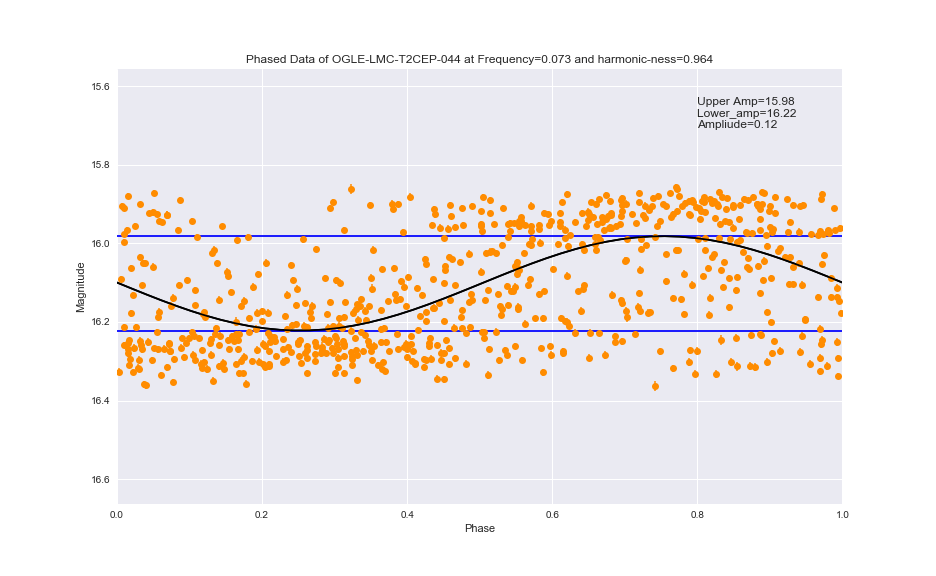 Phased Data of OGLE-LMC-T2CEP-044 at Frequency=0.073 and harmonic-ness=0.964
Upper Amp=15.98
Lower_amp=16.22
Ampliude=0.12
15.6
15.8
16.0
16.2
16.4
16.6
Magnitude
0.0 0.2 0.4 0.6 0.8 1.0
Phase